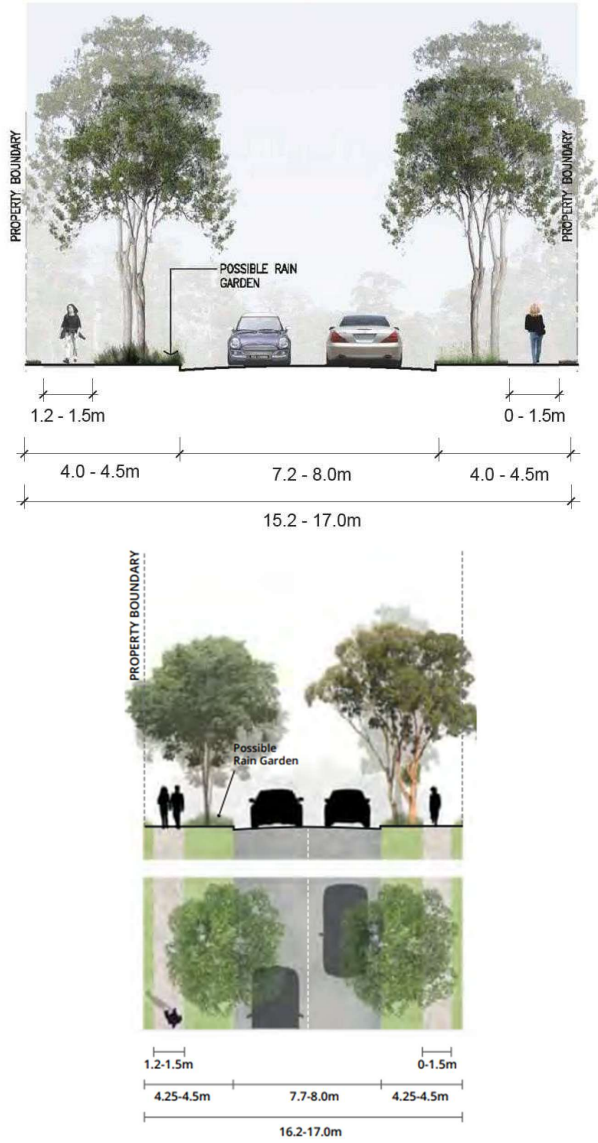 PROPERTY BOUNDARY
PROPERTY BOUNDARY
POSSIBLE RAIN
GARDEN
1.2 - 1.5m
0 - 1.5m
4.0 - 4.5m
7.2 - 8.0m
4.0 - 4.5m
15.2 - 17.0m
PROPERTY BOUNDARY
Possible
Rain Garden
1.2-1.5m
0-1.5m
4.25-4.5m
7.7-8.0m
4.25-4.5m
16.2-17.0m